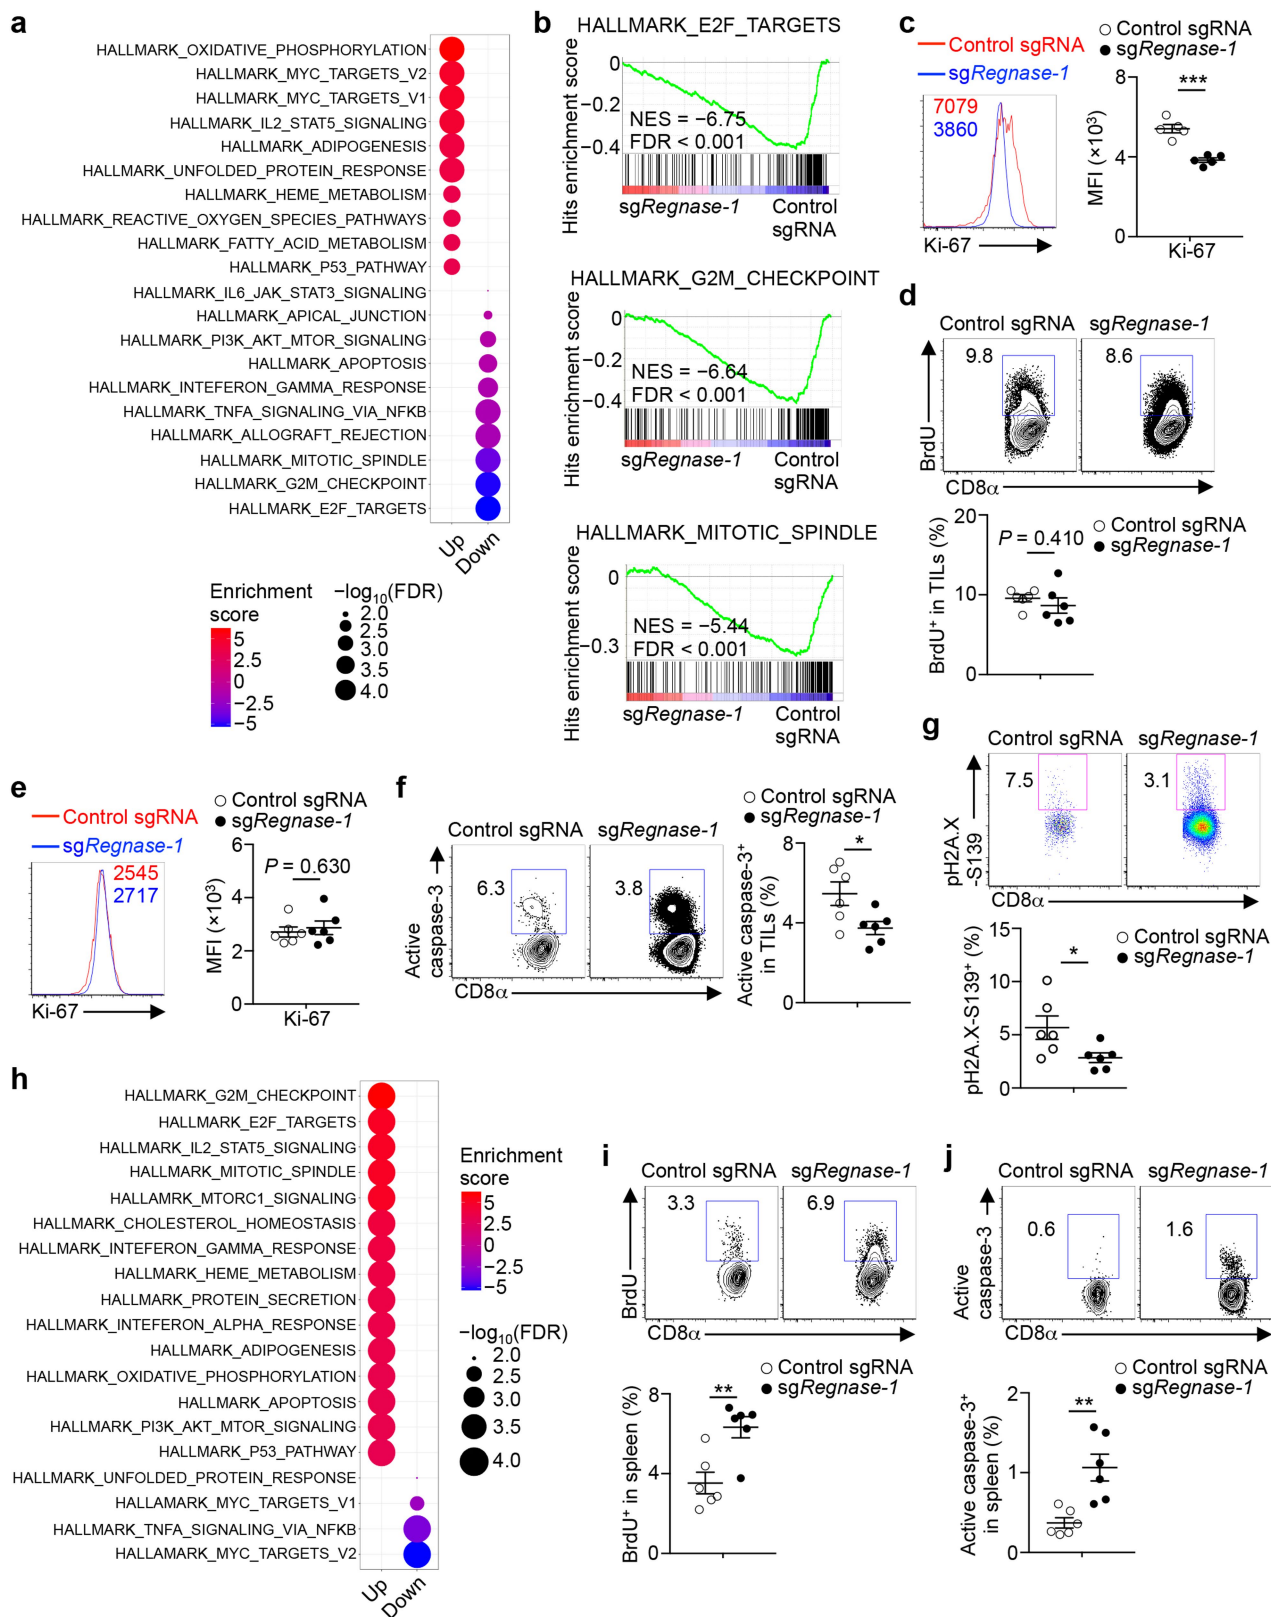 a
HALLMARK_OXIDATIVE_PHOSPHORYLATION
HALLMARK_MYC_TARGETS_V2
HALLMARK_MYC_TARGETS_V1
HALLMARK_IL2_STAT5_SIGNALING
HALLMARK_ADIPOGENESIS
HALLMARK_UNFOLDED_PROTEIN_RESPONSE
HALLMARK_HEME_METABOLISM
HALLMARK_REACTIVE_OXYGEN_SPECIES_PATHWAYS
HALLMARK_FATTY_ACID_METABOLISM
HALLMARK_P53_PATHWAY
HALLMARK_IL6_JAK_STAT3_SIGNALING
HALLMARK_APICAL_JUNCTION
HALLMARK_PI3K_AKT_MTOR_SIGNALING
HALLMARK_APOPTOSIS
HALLMARK_INTEFERON_GAMMA_RESPONSE
HALLMARK_TNFA_SIGNALING_VIA_NFKB
HALLMARK_ALLOGRAFT_REJECTION
HALLMARK_MITOTIC_SPINDLE
HALLMARK_G2M_CHECKPOINT
HALLMARK_E2F_TARGETS
Up
Down
Enrichment
score
5
2.5
0
−2.5
−5
−log10(FDR)
2.0
2.5
3.0
3.5
4.0
b
HALLMARK_E2F_TARGETS
Hits enrichment score
0
−0.2
−0.4
NES = −6.75
FDR < 0.001
sgRegnase-1
Control
sgRNA
HALLMARK_G2M_CHECKPOINT
Hits enrichment score
0
−0.2
−0.4
NES = −6.64
FDR < 0.001
sgRegnase-1
Control
sgRNA
HALLMARK_MITOTIC_SPINDLE
Hits enrichment score
0
−0.3
NES = −5.44
FDR < 0.001
sgRegnase-1
Control
sgRNA
c
Control sgRNA
sgRegnase-1
7079
3860
Ki-67
Control sgRNA
sgRegnase-1
MFI (×10³)
8
4
0
***
Ki-67
d
Control sgRNA
sgRegnase-1
9.8
8.6
BrdU
CD8α
BrdU⁺ in TILs (%)
20
10
0
P = 0.410
Control sgRNA
sgRegnase-1
e
Control sgRNA
sgRegnase-1
2545
2717
Ki-67
Control sgRNA
sgRegnase-1
MFI (×10³)
6
4
2
0
P = 0.630
Ki-67
f
Control sgRNA
sgRegnase-1
6.3
3.8
Active
caspase-3
CD8α
Control sgRNA
sgRegnase-1
Active caspase-3⁺
in TILs (%)
8
4
0
*
g
Control sgRNA
sgRegnase-1
7.5
3.1
pH2A.X
-S139
CD8α
pH2A.X-S139⁺ (%)
15
10
5
0
*
Control sgRNA
sgRegnase-1
h
HALLMARK_G2M_CHECKPOINT
HALLMARK_E2F_TARGETS
HALLMARK_IL2_STAT5_SIGNALING
HALLMARK_MITOTIC_SPINDLE
HALLAMRK_MTORC1_SIGNALING
HALLMARK_CHOLESTEROL_HOMEOSTASIS
HALLMARK_INTEFERON_GAMMA_RESPONSE
HALLMARK_HEME_METABOLISM
HALLMARK_PROTEIN_SECRETION
HALLMARK_INTEFERON_ALPHA_RESPONSE
HALLMARK_ADIPOGENESIS
HALLMARK_OXIDATIVE_PHOSPHORYLATION
HALLMARK_APOPTOSIS
HALLMARK_PI3K_AKT_MTOR_SIGNALING
HALLMARK_P53_PATHWAY
HALLMARK_UNFOLDED_PROTEIN_RESPONSE
HALLAMARK_MYC_TARGETS_V1
HALLMARK_TNFA_SIGNALING_VIA_NFKB
HALLAMARK_MYC_TARGETS_V2
Up
Down
Enrichment
score
5
2.5
0
−2.5
−5
−log10(FDR)
2.0
2.5
3.0
3.5
4.0
i
Control sgRNA
sgRegnase-1
3.3
6.9
BrdU
CD8α
Control sgRNA
sgRegnase-1
BrdU⁺ in spleen (%)
8
4
0
**
j
Control sgRNA
sgRegnase-1
0.6
1.6
Active
caspase-3
CD8α
Control sgRNA
sgRegnase-1
Active caspase-3⁺
in spleen (%)
2
1
0
**